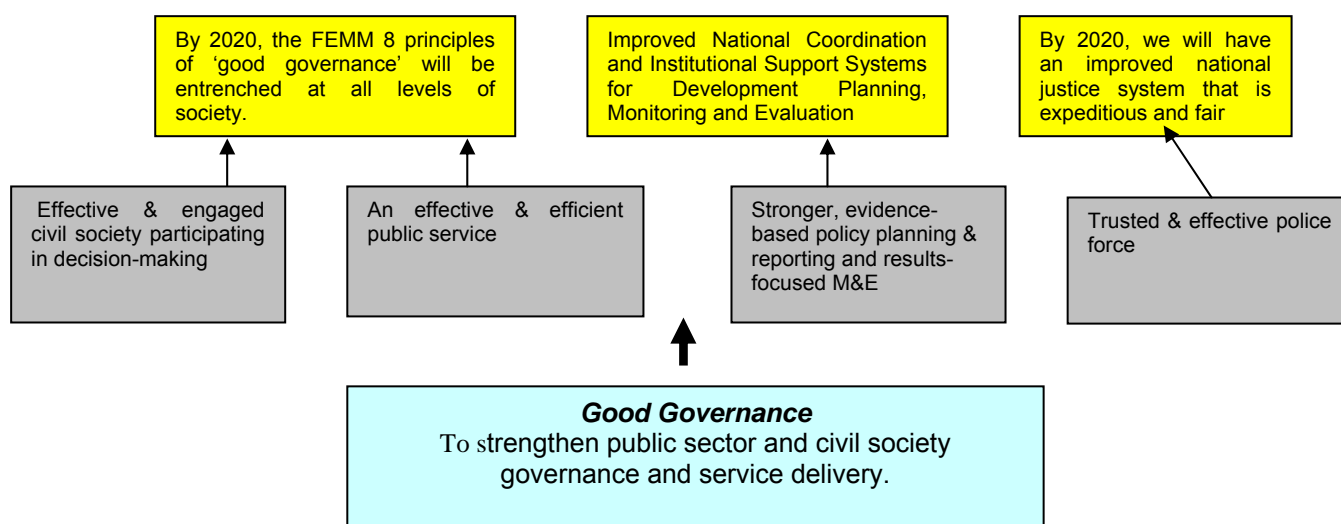 By 2020, the FEMM 8 principles
of ‘good governance’ will be
entrenched at all levels of
society.
Improved National Coordination
and Institutional Support Systems
for Development Planning,
Monitoring and Evaluation
By 2020, we will have
an improved national
justice system that is
expeditious and fair
Effective & engaged
civil society participating
in decision-making
An effective & efficient
public service
Stronger, evidence-
based policy planning &
reporting and results-
focused M&E
Trusted & effective police
force
Good Governance
To strengthen public sector and civil society
governance and service delivery.